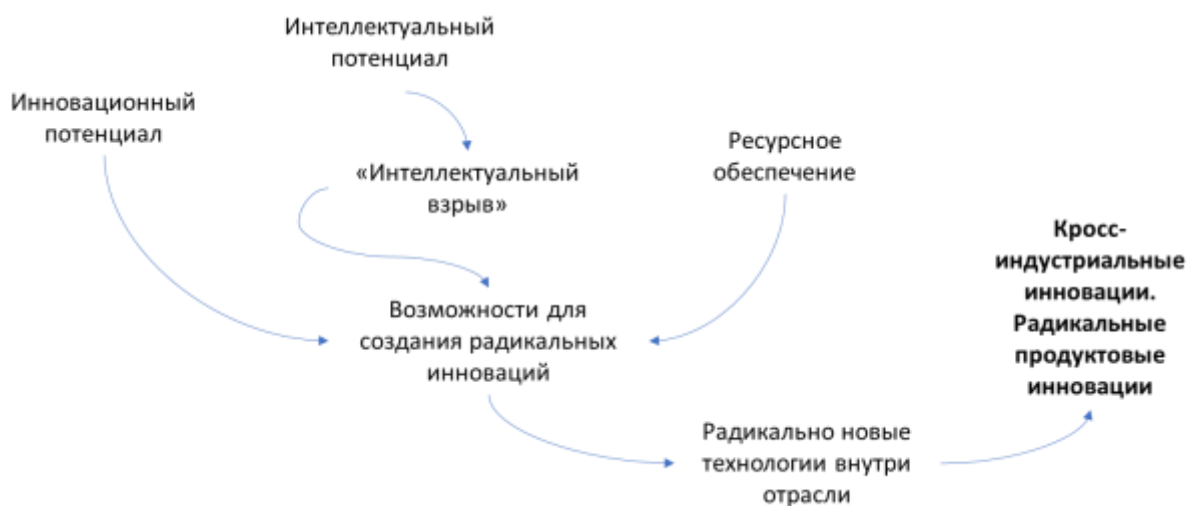 Интеллектуальный
потенциал
Инновационный
потенциал
«Интеллектуальный
взрыв»
Ресурсное
обеспечение
Кросс-
индустриальные
инновации.
Радикальные
продуктовые
инновации
Возможности для
создания радикальных
инноваций
Радикально новые
технологии внутри
отрасли